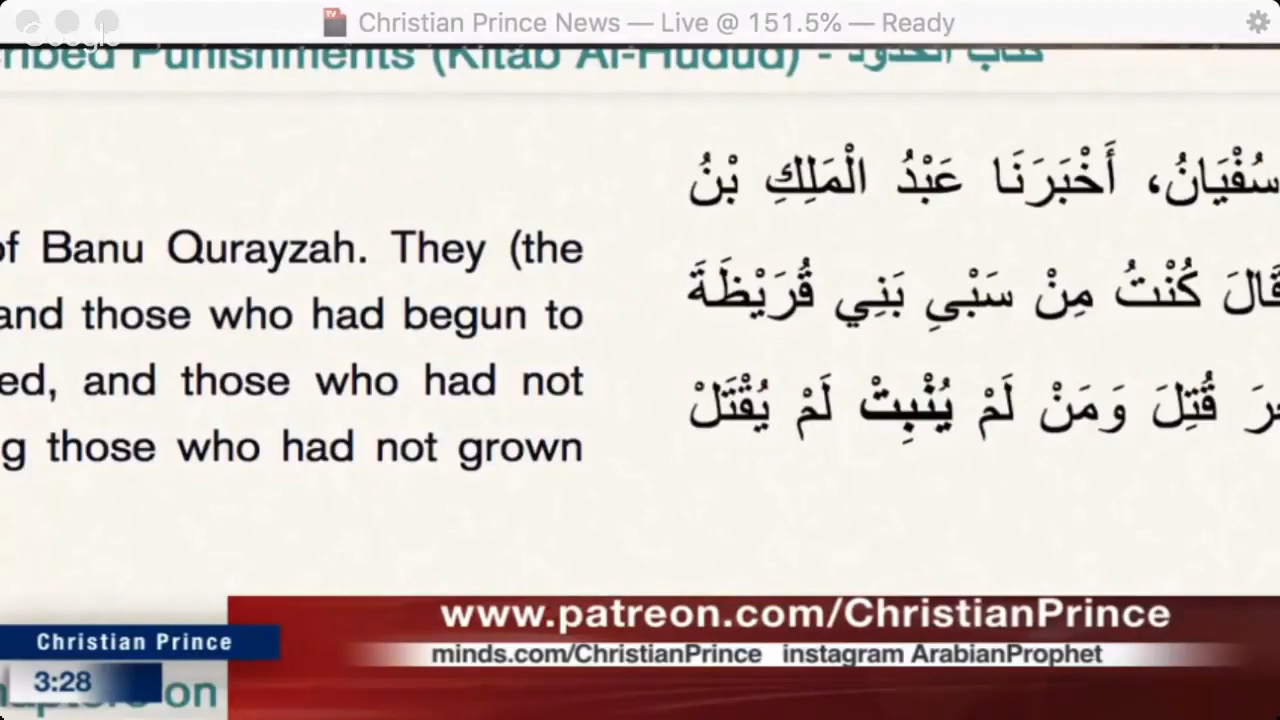 Christian Prince News — Live @ 151.5% — Ready
Google
ribed Punishments (Kitab Al-Hudud) - كتاب الحدود
of Banu Qurayzah. They (the
and those who had begun to
ed, and those who had not
g those who had not grown
سُفْيَانُ، أَخْبَرَنَا عَبْدُ الْمَلِكِ بْنُ
قَالَ كُنْتُ مِنْ سَبْىِ بَنِي قُرَيْظَةَ
قُتِلَ وَمَنْ لَمْ يُنْبِتْ لَمْ يُقْتَلْ
www.patreon.com/ChristianPrince
Christian Prince
minds.com/ChristianPrince instagram ArabianProphet
3:28
on